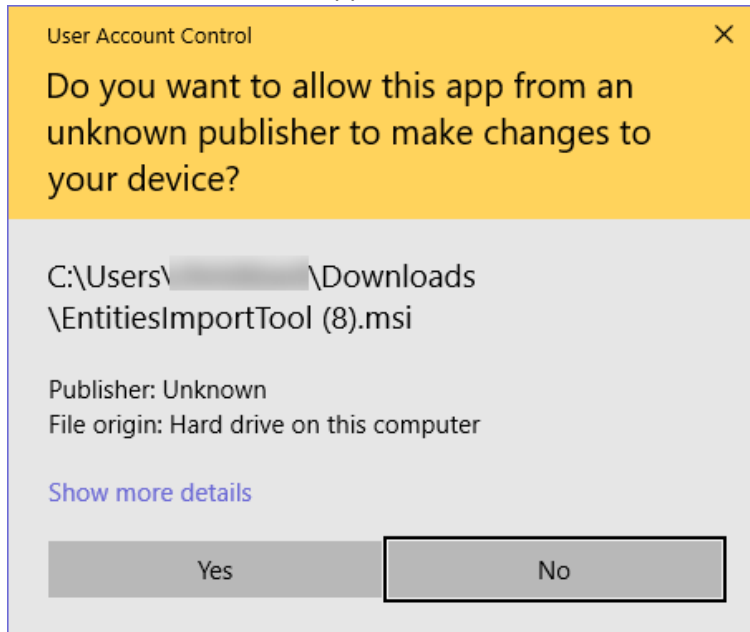 User Account Control
Do you want to allow this app from an
unknown publisher to make changes to
your device?
C:\Users\ \Downloads
\EntitiesImportTool (8).msi
Publisher: Unknown
File origin: Hard drive on this computer
Show more details
Yes
No